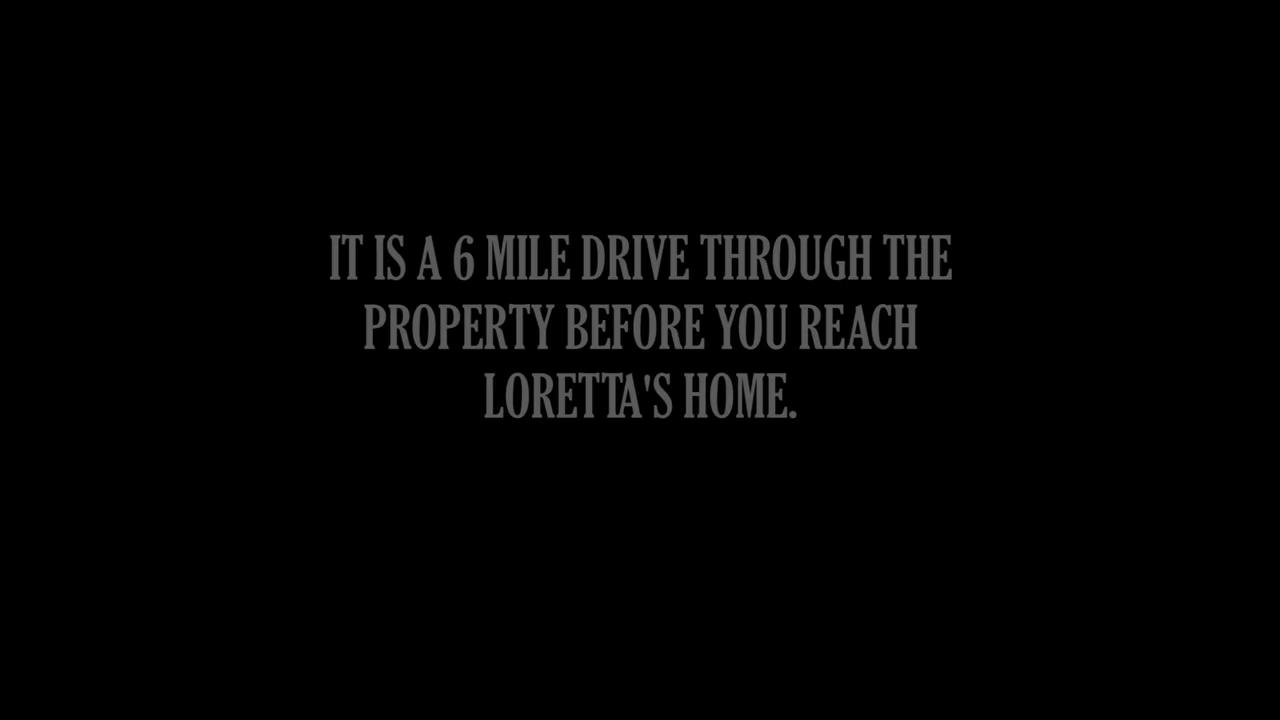 IT IS A 6 MILE DRIVE THROUGH THE
PROPERTY BEFORE YOU REACH
LORETTA'S HOME.